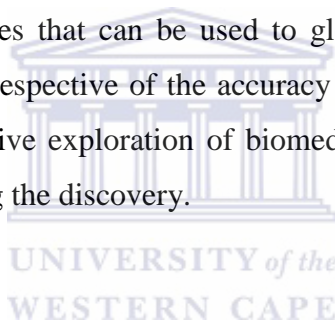 es that can be used to gl
espective of the accuracy
ive exploration of biomed
g the discovery.
UNIVERSITY of the
WESTERN CAPE